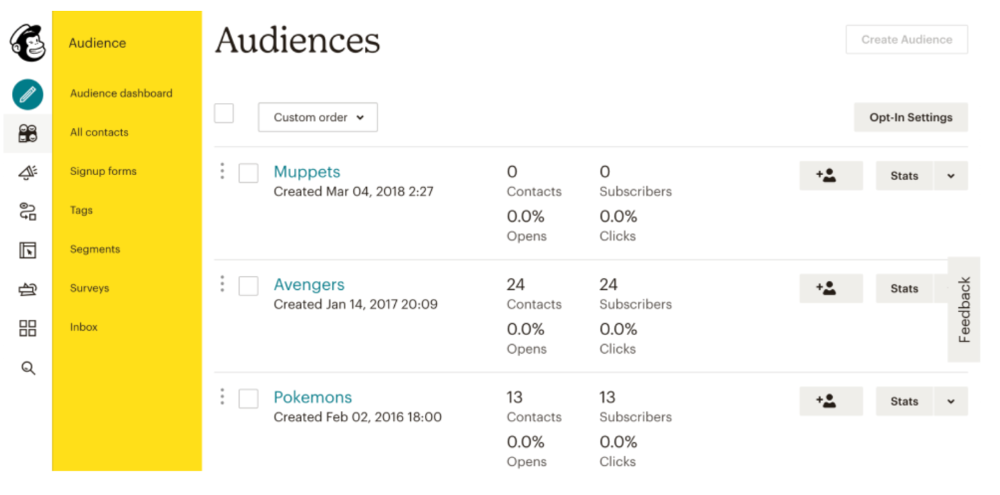 Audience
Audience dashboard
All contacts
Signup forms
Tags
Segments
Surveys
Inbox
Audiences
Create Audience
Custom order
Opt-In Settings
Muppets
Created Mar 04, 2018 2:27
0 0
Contacts Subscribers
0.0% 0.0%
Opens Clicks
Stats
Avengers
Created Jan 14, 2017 20:09
24 24
Contacts Subscribers
0.0% 0.0%
Opens Clicks
Stats
Feedback
Pokemons
Created Feb 02, 2016 18:00
13 13
Contacts Subscribers
0.0% 0.0%
Opens Clicks
Stats